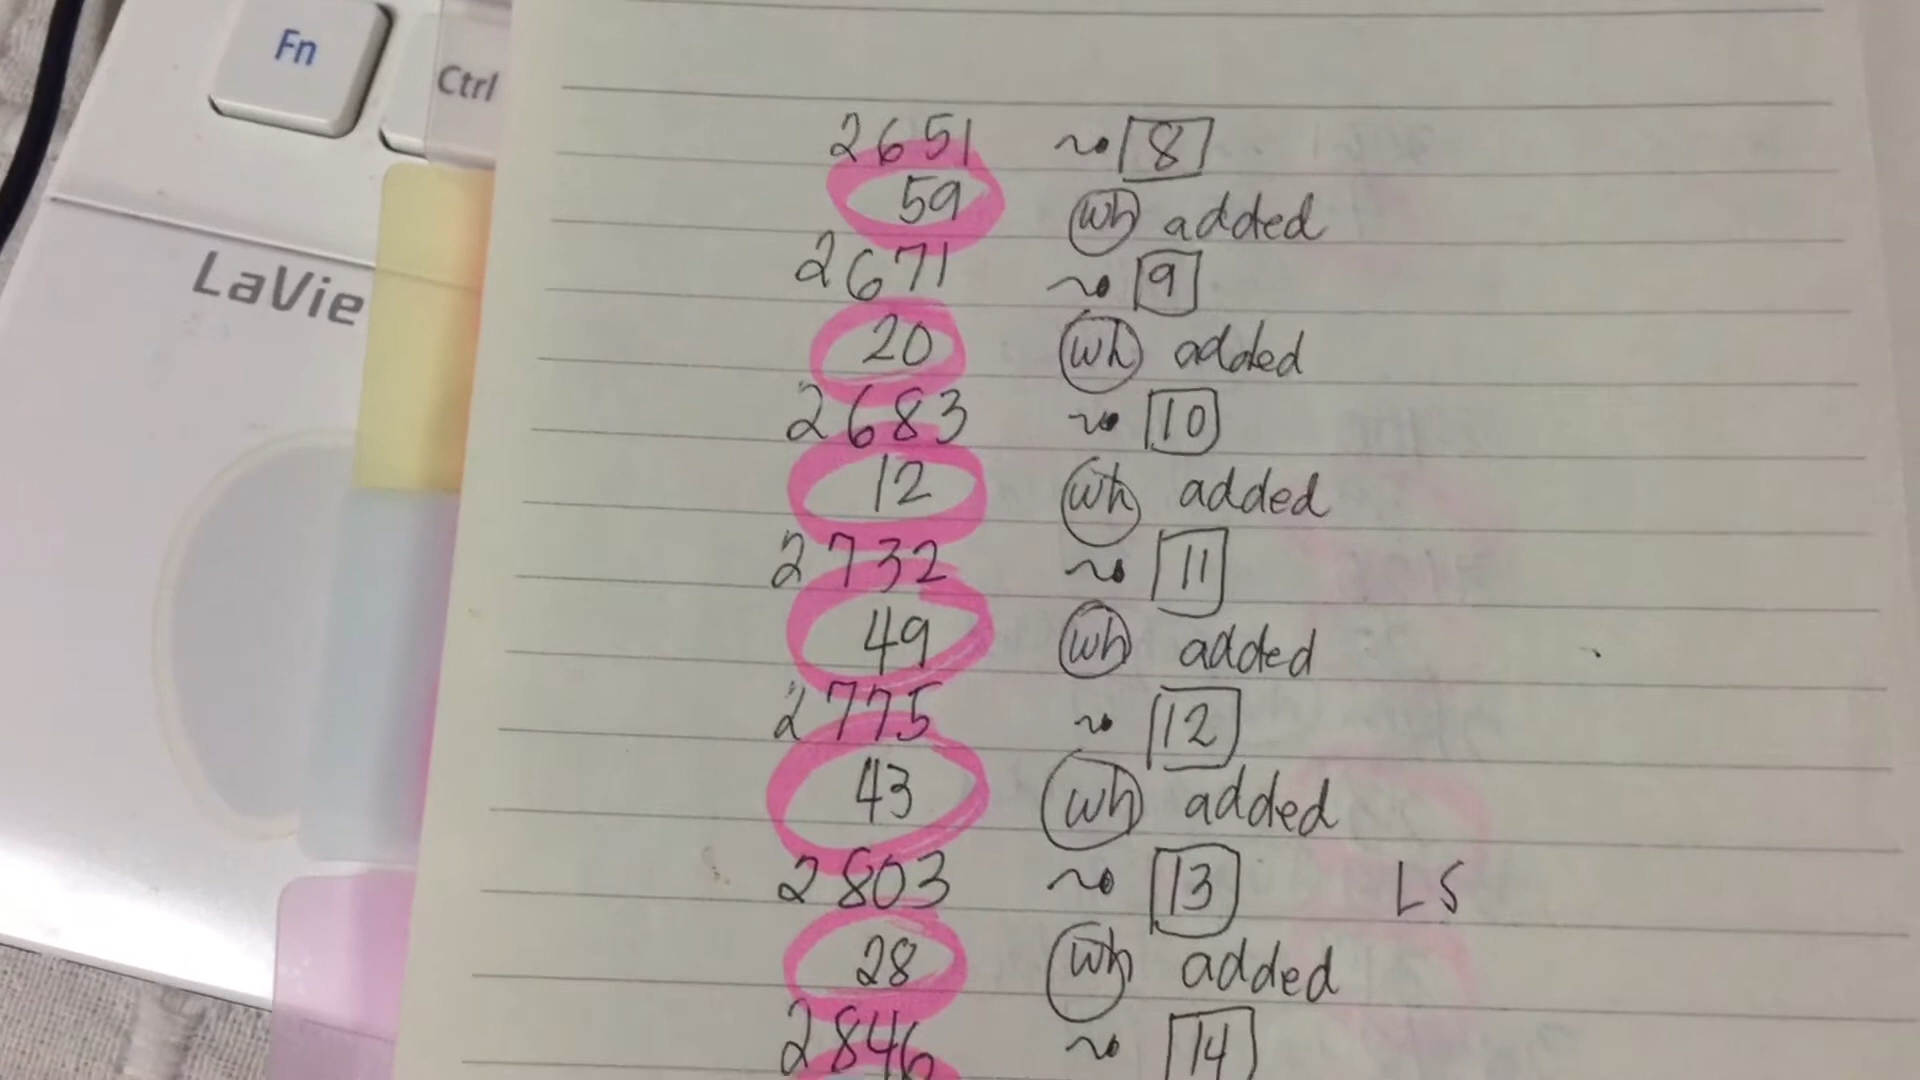 Fn
Ctrl
LaVie
2651 ~ 8
59 wh added
2671 ~ 9
20 wh added
2683 ~ 10
12 wh added
2732 ~ 11
49 wh added
2775 ~ 12
43 wh added
2803 ~ 13 LS
28 wh added
2846 ~ 14